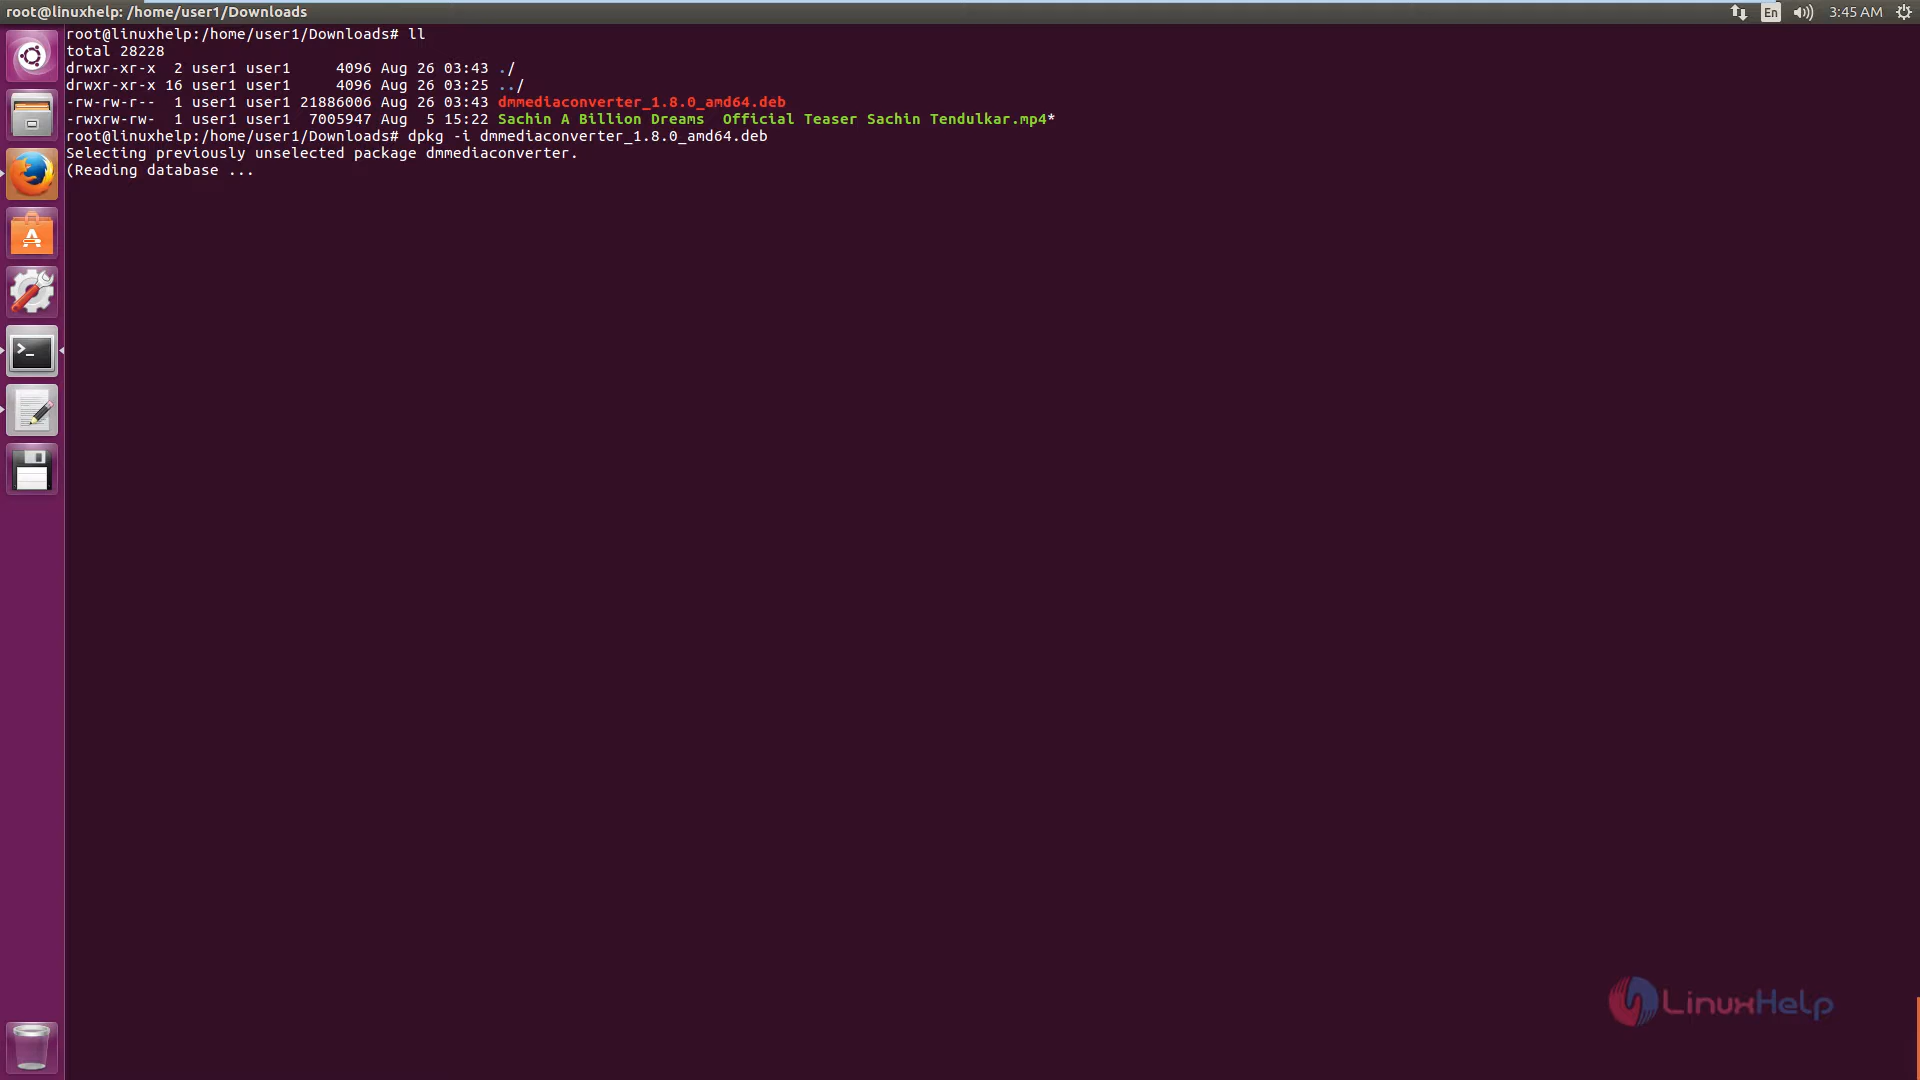 root@linuxhelp: /home/user1/Downloads
En
3:45 AM
root@linuxhelp:/home/user1/Downloads# ll
total 28228
drwxr-xr-x  2 user1 user1     4096 Aug 26 03:43 ./
drwxr-xr-x 16 user1 user1     4096 Aug 26 03:25 ../
-rw-rw-r--  1 user1 user1 21886006 Aug 26 03:43 dmmediaconverter_1.8.0_amd64.deb
-rwxrw-rw-  1 user1 user1  7005947 Aug  5 15:22 Sachin A Billion Dreams  Official Teaser Sachin Tendulkar.mp4*
root@linuxhelp:/home/user1/Downloads# dpkg -i dmmediaconverter_1.8.0_amd64.deb
Selecting previously unselected package dmmediaconverter.
(Reading database ...
LinuxHelp